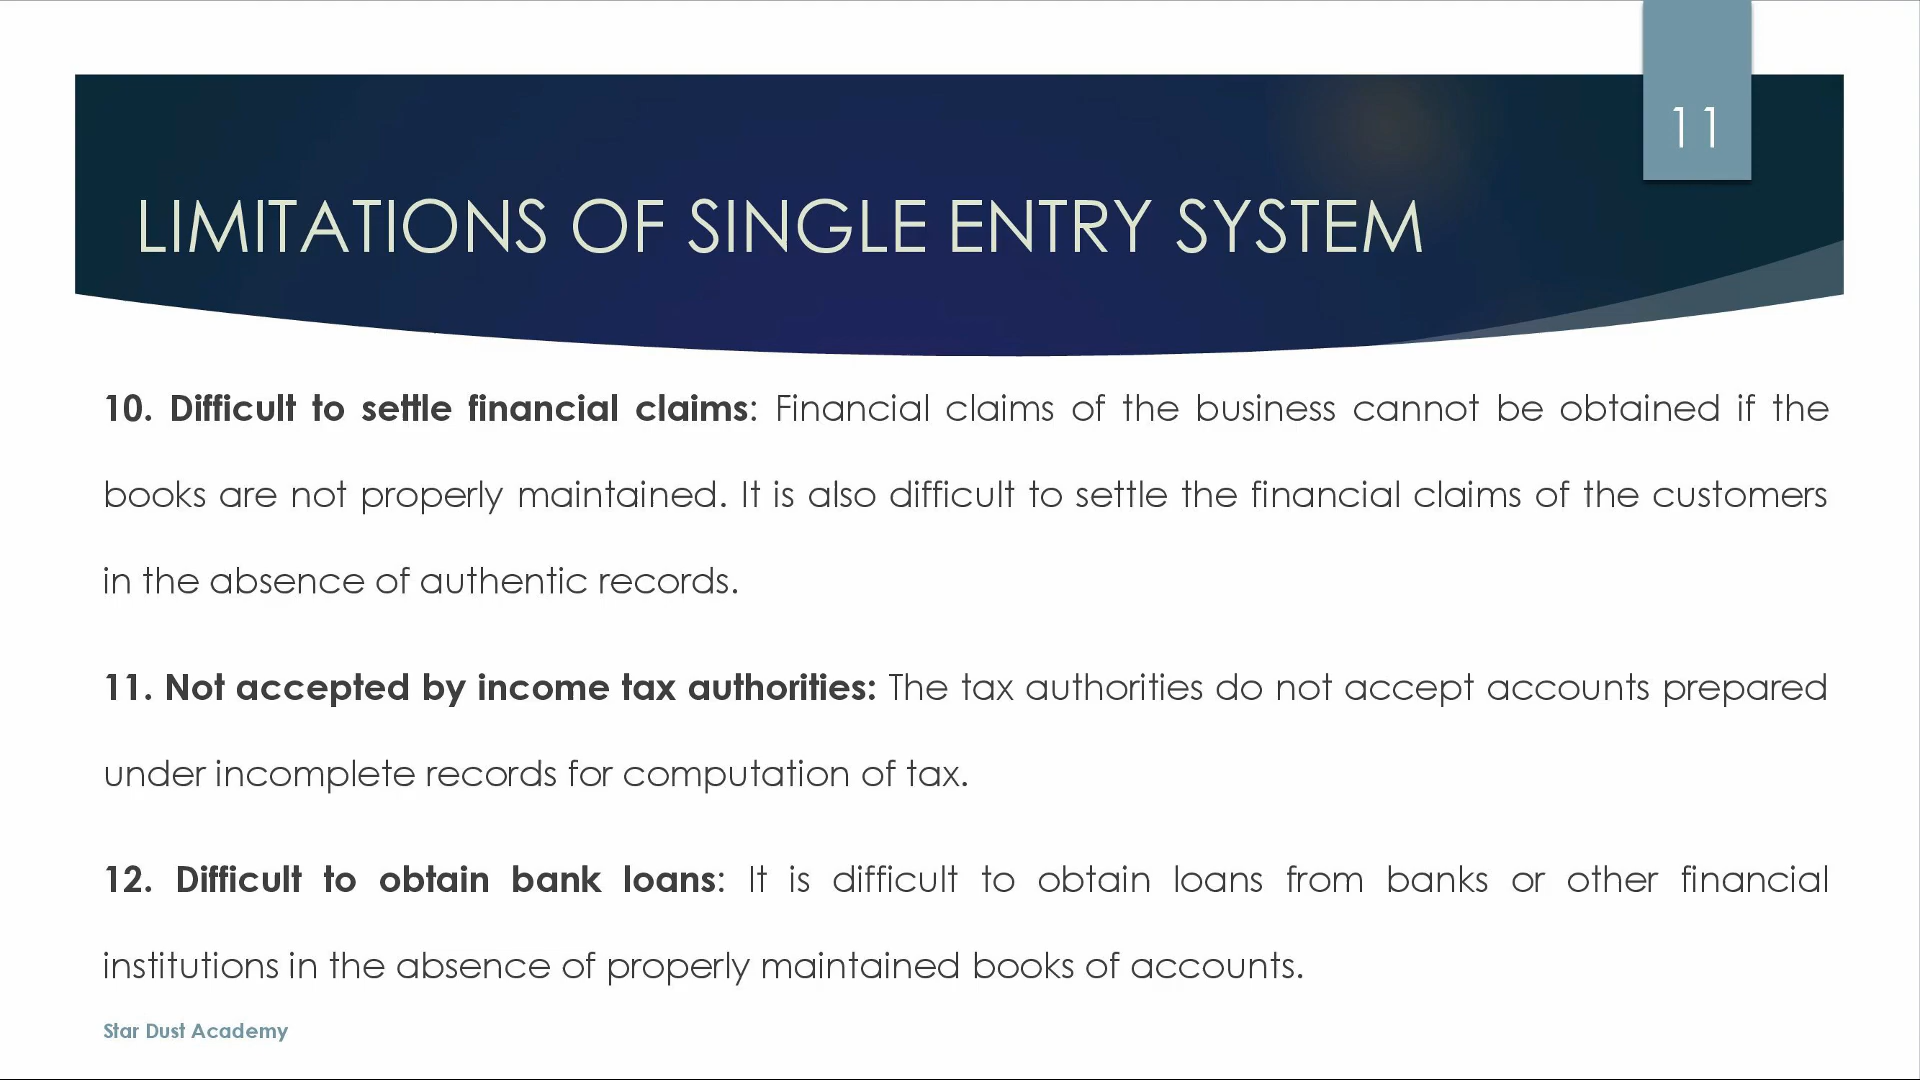 11
LIMITATIONS OF SINGLE ENTRY SYSTEM
10. Difficult to settle financial claims: Financial claims of the business cannot be obtained if the
books are not properly maintained. It is also difficult to settle the financial claims of the customers
in the absence of authentic records.
11. Not accepted by income tax authorities: The tax authorities do not accept accounts prepared
under incomplete records for computation of tax.
12. Difficult to obtain bank loans: It is difficult to obtain loans from banks or other financial
institutions in the absence of properly maintained books of accounts.
Star Dust Academy